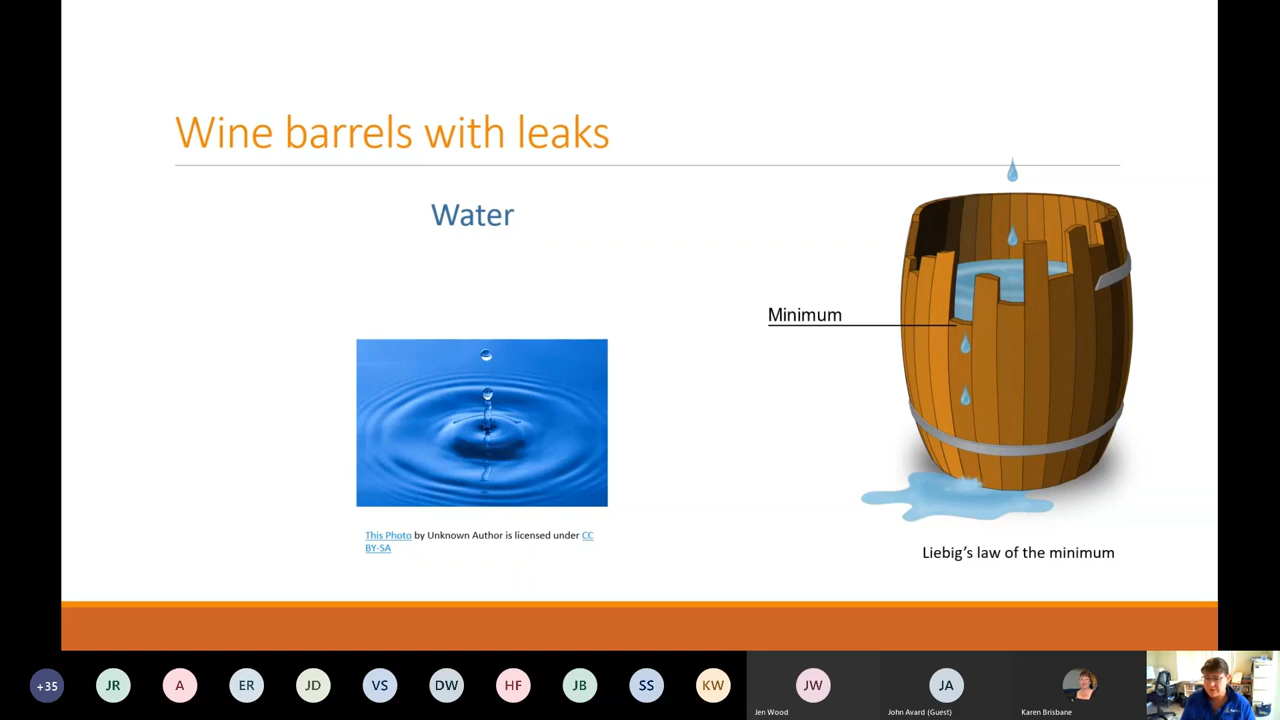 Wine barrels with leaks
Water
Minimum
This Photo by Unknown Author is licensed under CC
BY-SA
Liebig's law of the minimum
+35
JR
A
ER
JD
VS
DW
HF
JB
SS
KW
JW
JA
Jen Wood
John Avard (Guest)
Karen Brisbane